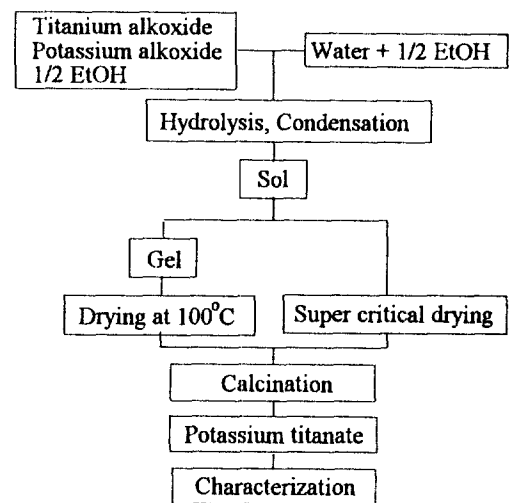 Titanium alkoxide
Potassium alkoxide
1/2 EtOH
Water + 1/2 EtOH
Hydrolysis, Condensation
Sol
Gel
Drying at 100°C
Super critical drying
Calcination
Potassium titanate
Characterization